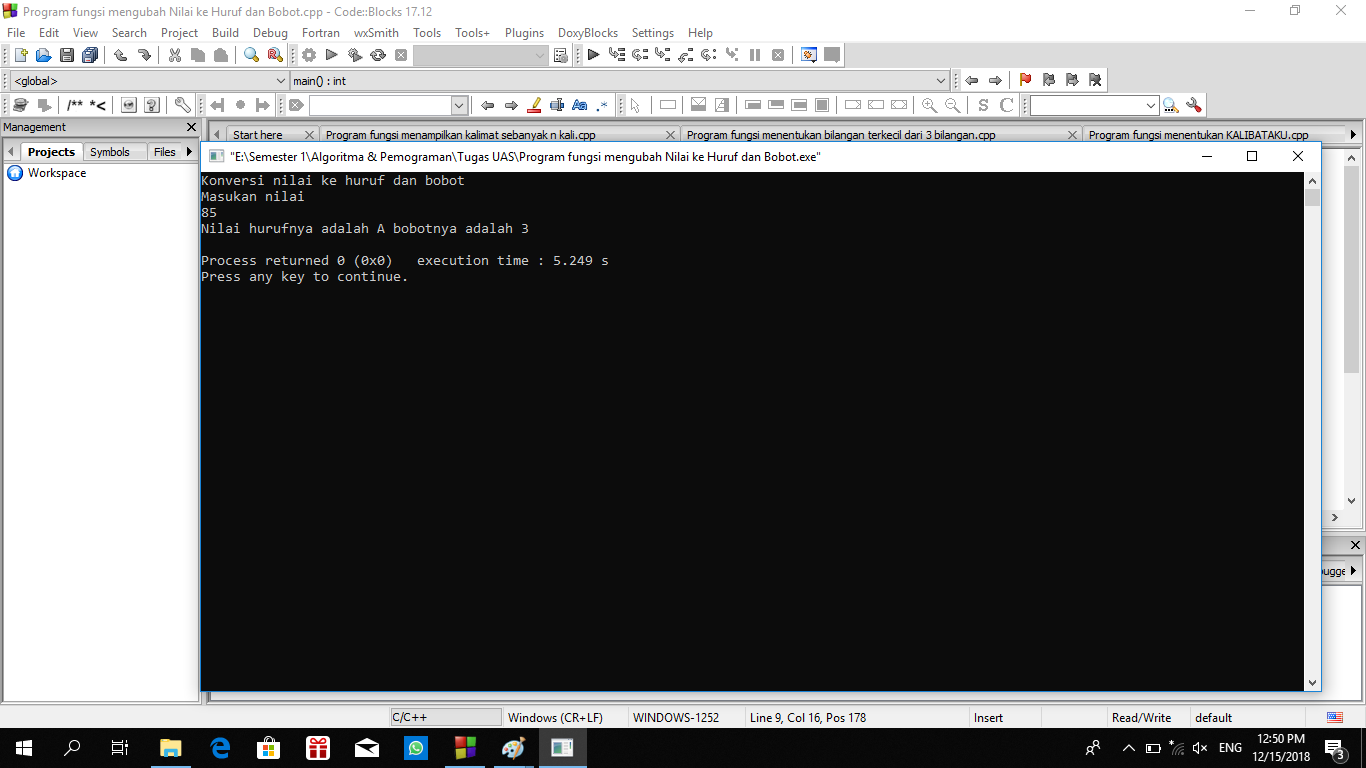 Program fungsi mengubah Nilai ke Huruf dan Bobot.cpp - Code::Blocks 17.12
File Edit View Search Project Build Debug Fortran wxSmith Tools Tools+ Plugins DoxyBlocks Settings Help
<global> main() : int
/** *< Aa .* S C
Management
Start here Program fungsi menampilkan kalimat sebanyak n kali.cpp Program fungsi menentukan bilangan terkecil dari 3 bilangan.cpp Program fungsi menentukan KALIBATAKU.cpp
Projects Symbols Files
Workspace
"E:\Semester 1\Algoritma & Pemograman\Tugas UAS\Program fungsi mengubah Nilai ke Huruf dan Bobot.exe"
Konversi nilai ke huruf dan bobot
Masukan nilai
85
Nilai hurufnya adalah A bobotnya adalah 3
Process returned 0 (0x0) execution time : 5.249 s
Press any key to continue.
C/C++ Windows (CR+LF) WINDOWS-1252 Line 9, Col 16, Pos 178 Insert Read/Write default
ENG 12:50 PM
12/15/2018 3